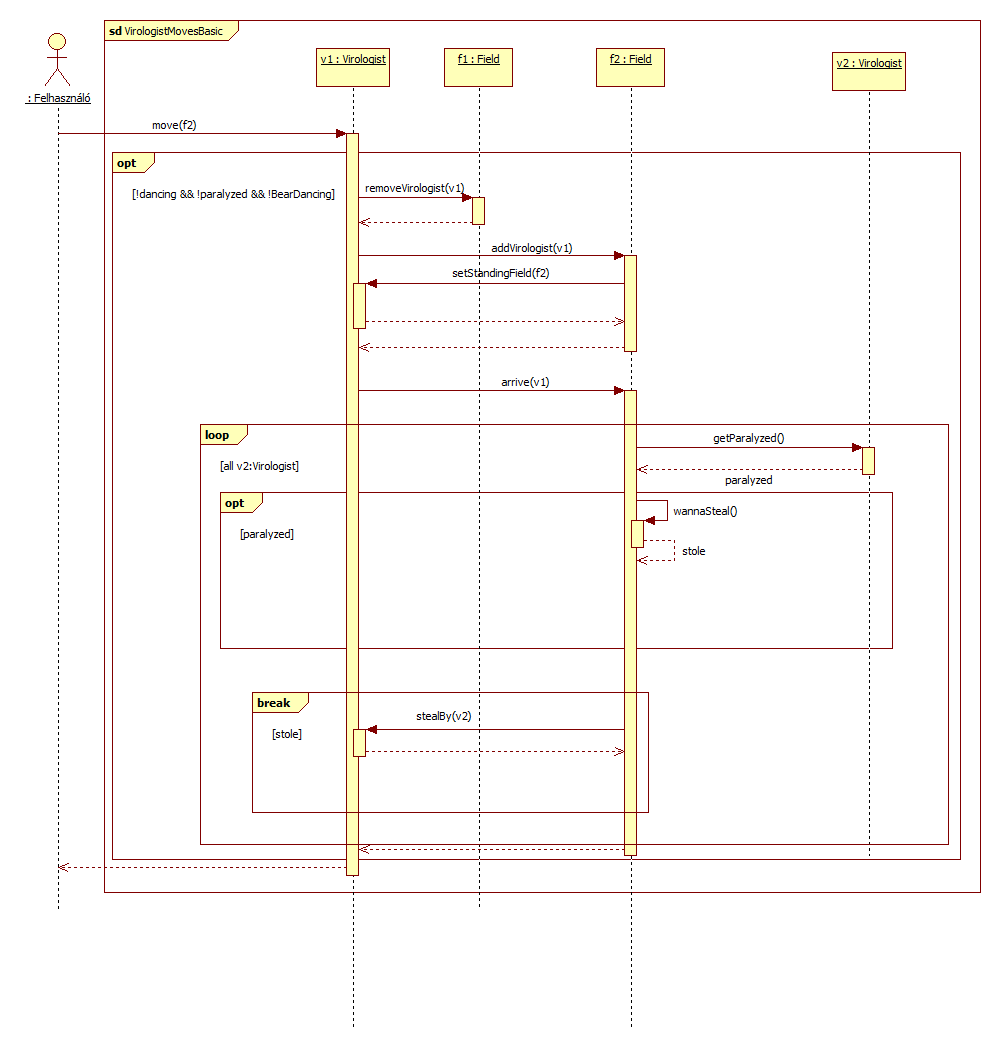 sd VirologistMovesBasic
v1 : Virologist
f1 : Field
f2 : Field
v2 : Virologist
: Felhasználó
move(f2)
opt
[!dancing && !paralyzed && !BearDancing]
removeVirologist(v1)
addVirologist(v1)
setStandingField(f2)
arrive(v1)
loop
getParalyzed()
[all v2:Virologist]
paralyzed
opt
wannaSteal()
[paralyzed]
stole
break
stealBy(v2)
[stole]